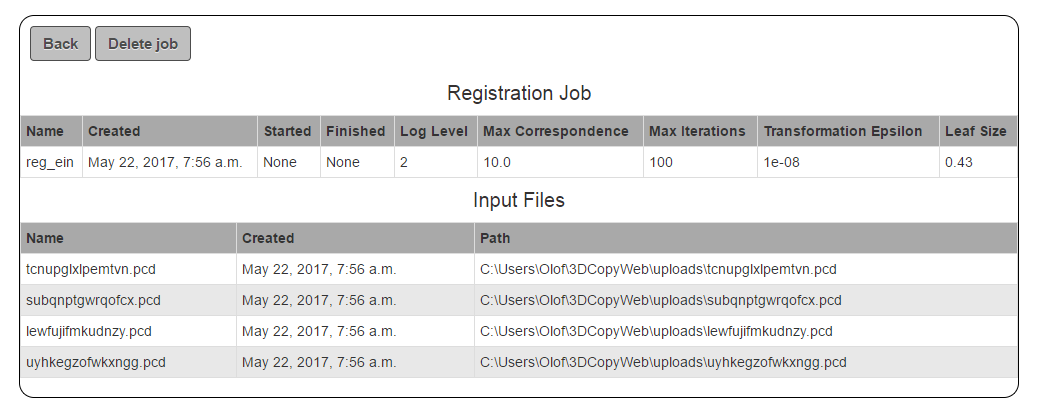 Back Delete job
Registration Job
Name Created Started Finished Log Level Max Correspondence Max Iterations Transformation Epsilon Leaf Size
reg_ein May 22, 2017, 7:56 a.m. None None 2 10.0 100 1e-08 0.43
Input Files
Name Created Path
tcnupglxlpemtvn.pcd May 22, 2017, 7:56 a.m. C:\Users\Olof\3DCopyWeb\uploads\tcnupglxlpemtvn.pcd
subqnptgwrqofcx.pcd May 22, 2017, 7:56 a.m. C:\Users\Olof\3DCopyWeb\uploads\subqnptgwrqofcx.pcd
lewfujifmkudnzy.pcd May 22, 2017, 7:56 a.m. C:\Users\Olof\3DCopyWeb\uploads\lewfujifmkudnzy.pcd
uyhkegzofwkxngg.pcd May 22, 2017, 7:56 a.m. C:\Users\Olof\3DCopyWeb\uploads\uyhkegzofwkxngg.pcd